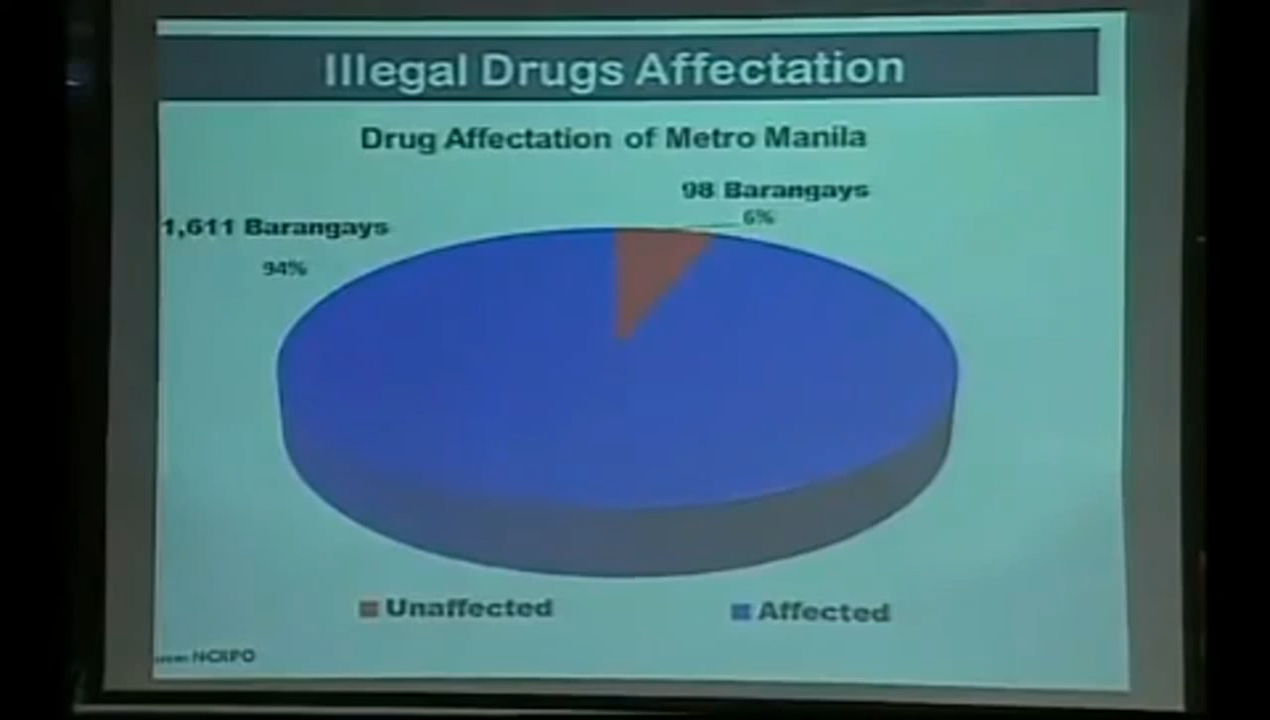 Illegal Drugs Affectation
Drug Affectation of Metro Manila
98 Barangays
6%
1,611 Barangays
94%
Unaffected
Affected
NCRPO